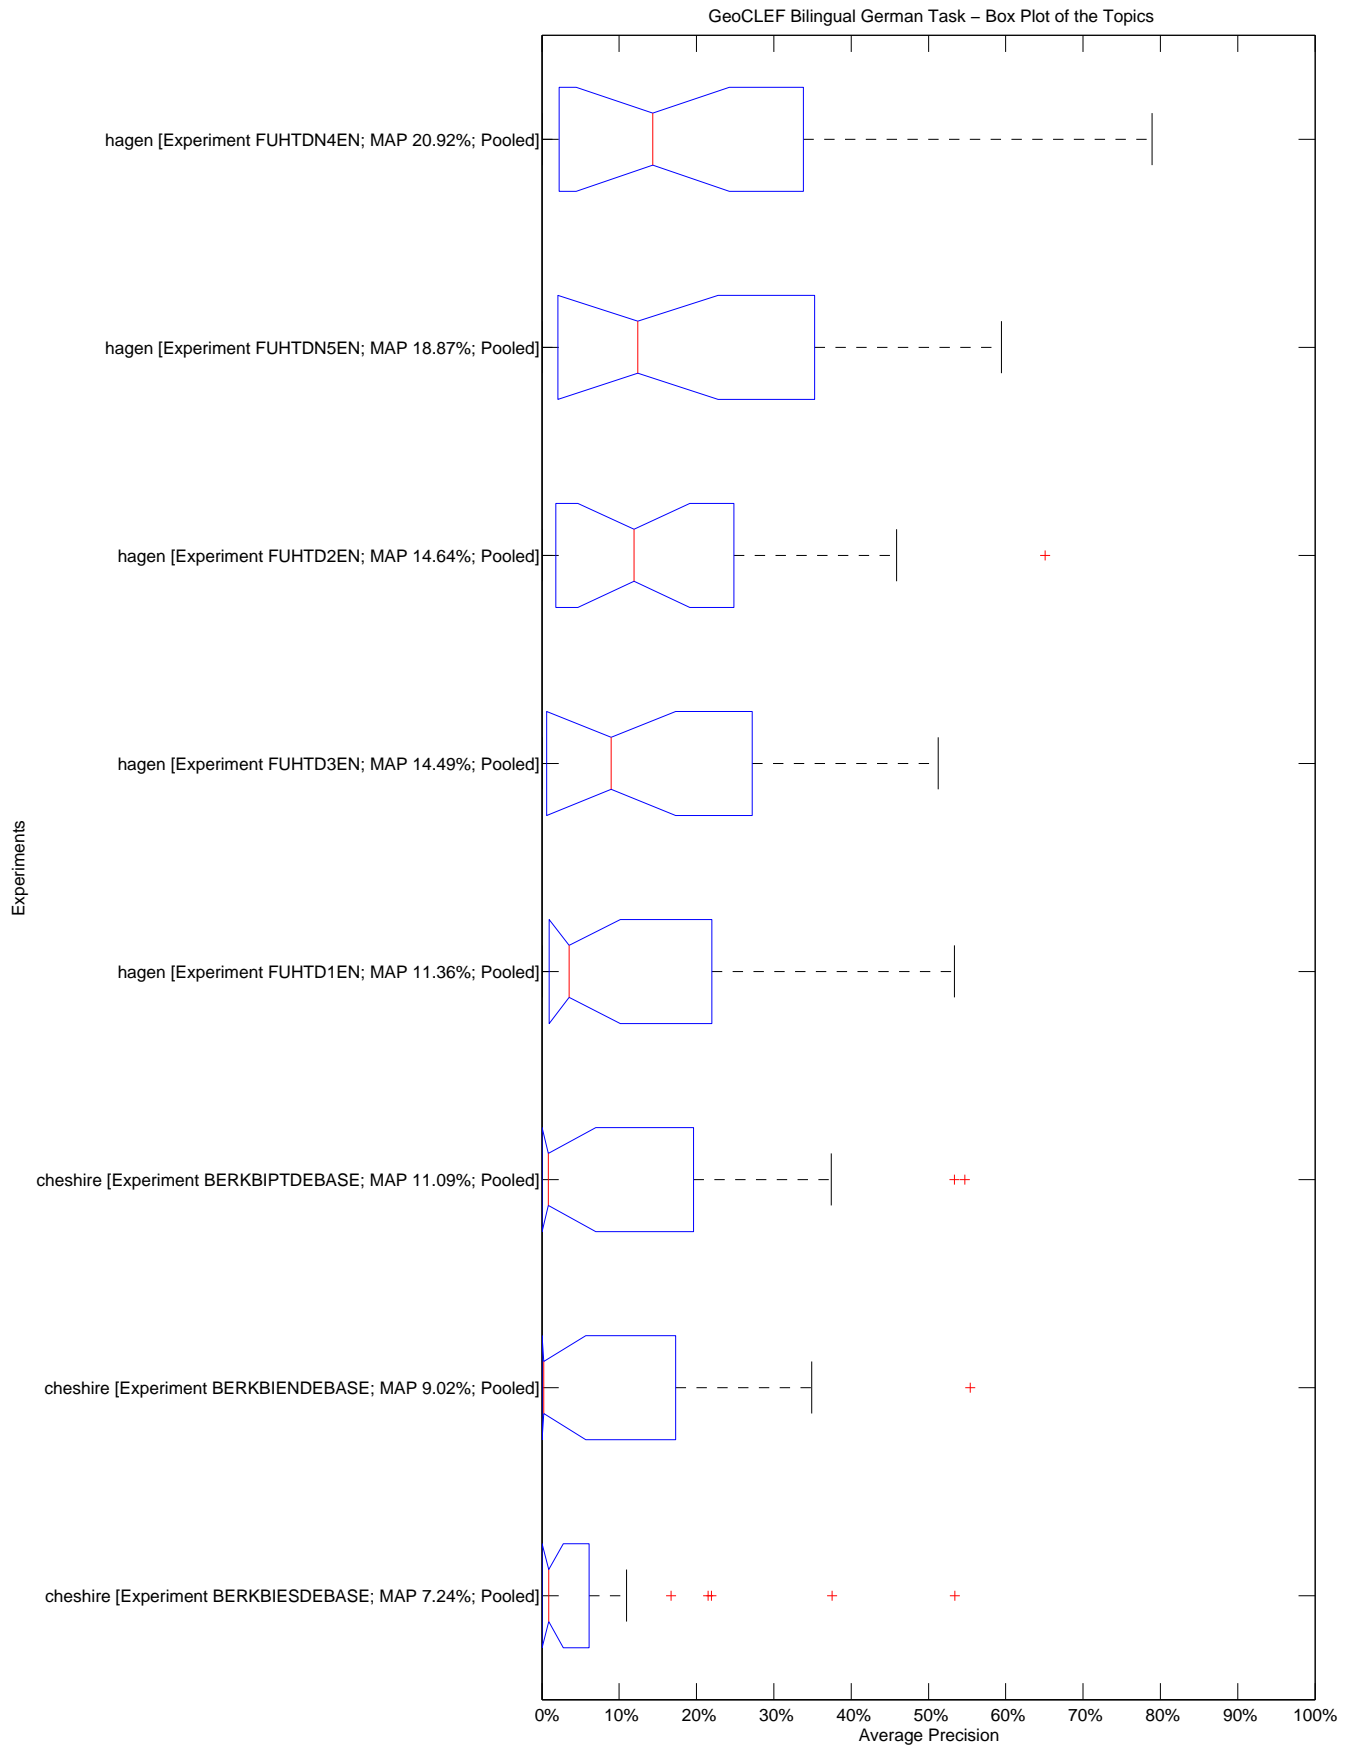 GeoCLEF Bilingual German Task – Box Plot of the Topics
hagen [Experiment FUHTDN4EN; MAP 20.92%; Pooled]
hagen [Experiment FUHTDN5EN; MAP 18.87%; Pooled]
hagen [Experiment FUHTD2EN; MAP 14.64%; Pooled]
hagen [Experiment FUHTD3EN; MAP 14.49%; Pooled]
Experiments
hagen [Experiment FUHTD1EN; MAP 11.36%; Pooled]
cheshire [Experiment BERKBIPTDEBASE; MAP 11.09%; Pooled]
cheshire [Experiment BERKBIENDEBASE; MAP 9.02%; Pooled]
cheshire [Experiment BERKBIESDEBASE; MAP 7.24%; Pooled]
0% 10% 20% 30% 40% 50% 60% 70% 80% 90% 100%
Average Precision